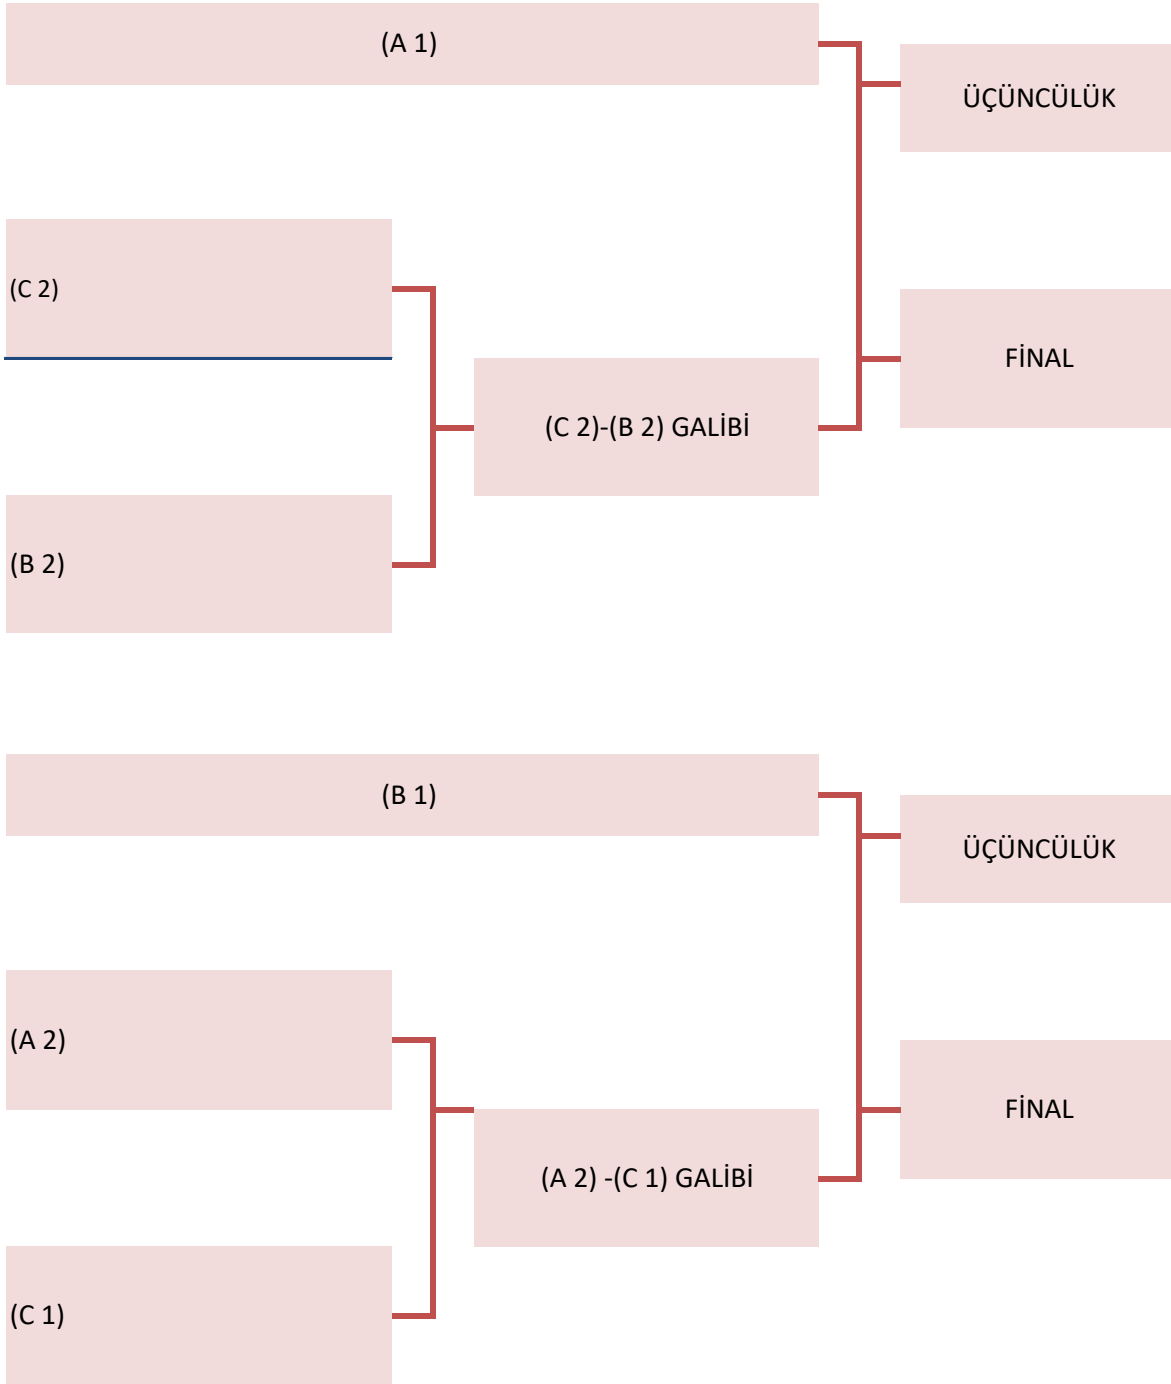 (A 1)
ÜÇÜNCÜLÜK
(C 2)
FİNAL
(C 2)-(B 2) GALİBİ
(B 2)
(B 1)
ÜÇÜNCÜLÜK
(A 2)
FİNAL
(A 2) -(C 1) GALİBİ
(C 1)